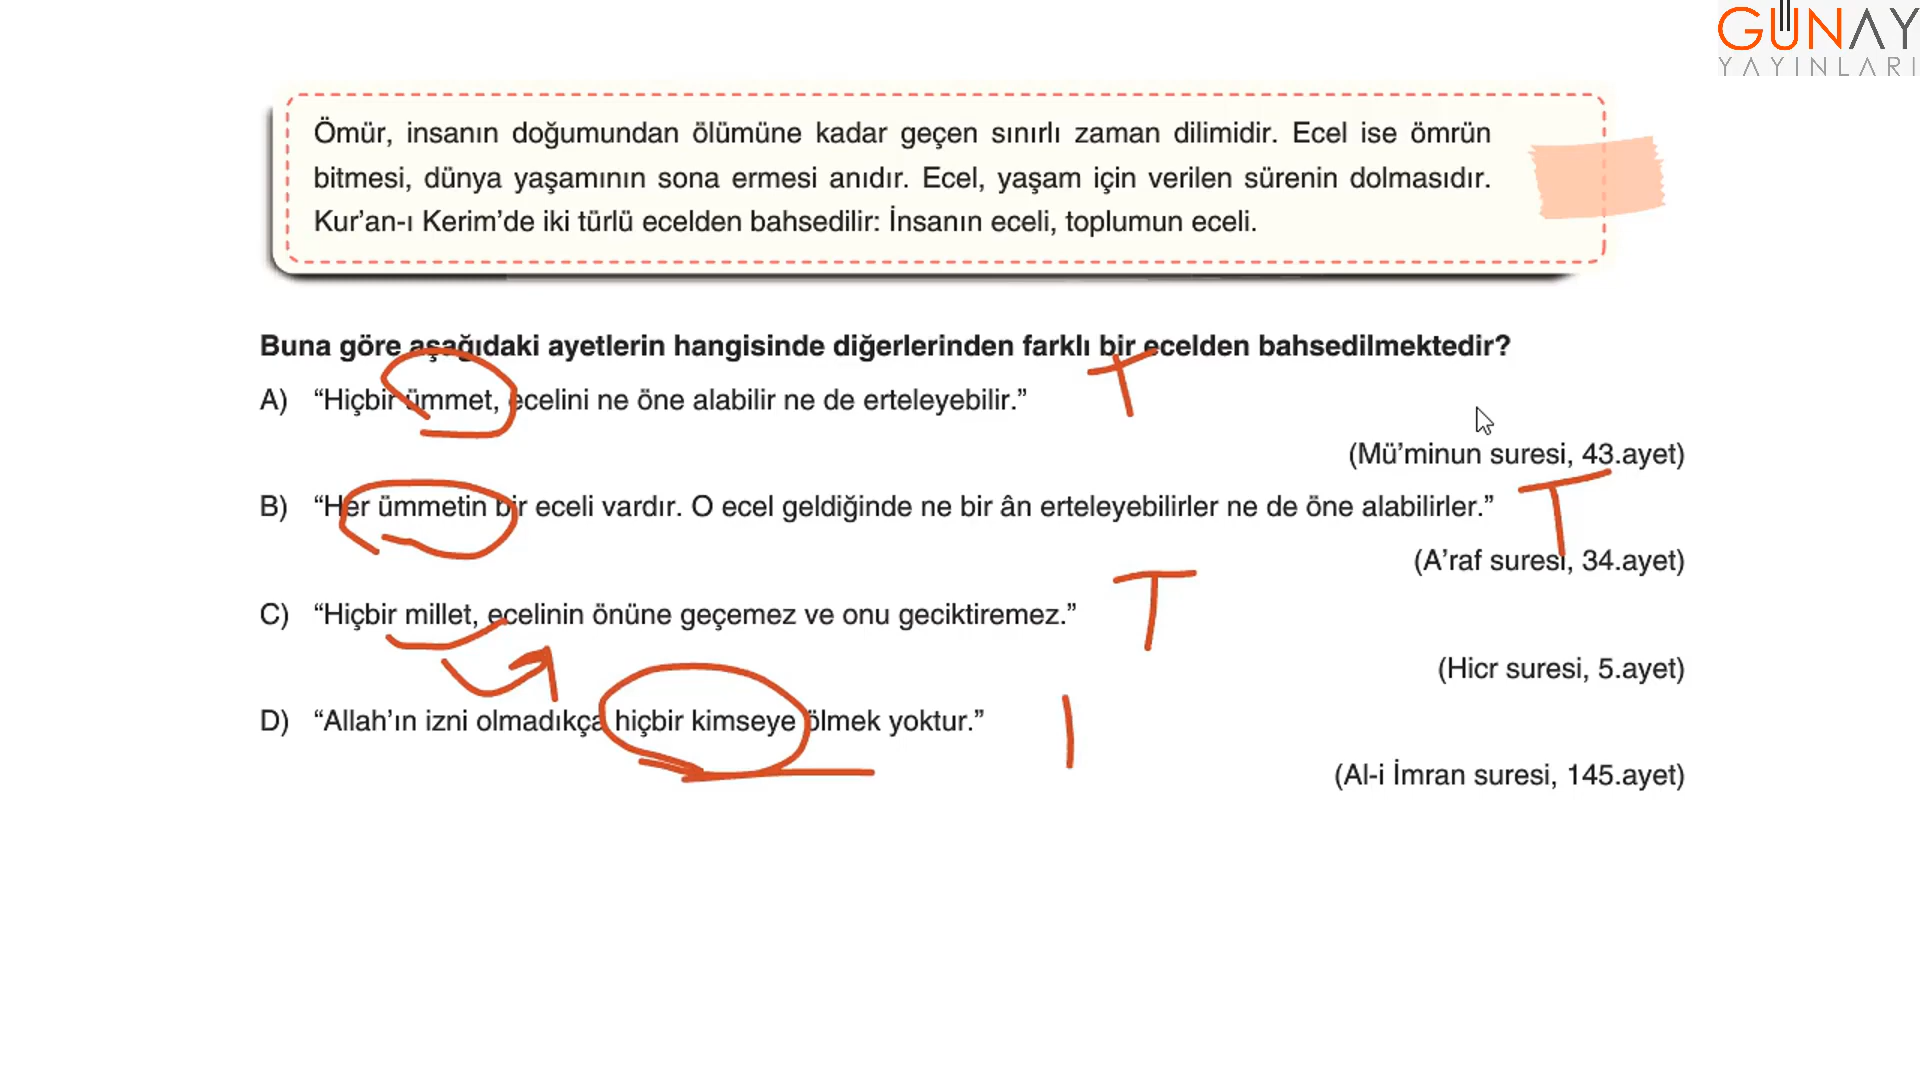 GÜNAY
YAYINLARI
Ömür, insanın doğumundan ölümüne kadar geçen sınırlı zaman dilimidir. Ecel ise ömrün
bitmesi, dünya yaşamının sona ermesi anıdır. Ecel, yaşam için verilen sürenin dolmasıdır.
Kur’an-ı Kerim’de iki türlü ecelden bahsedilir: İnsanın eceli, toplumun eceli.
Buna göre aşağıdaki ayetlerin hangisinde diğerlerinden farklı bir ecelden bahsedilmektedir?
A) “Hiçbir ümmet, ecelini ne öne alabilir ne de erteleyebilir.” T
(Mü’minun suresi, 43.ayet)
B) “Her ümmetin bir eceli vardır. O ecel geldiğinde ne bir ân erteleyebilirler ne de öne alabilirler.” T
(A’raf suresi, 34.ayet)
C) “Hiçbir millet, ecelinin önüne geçemez ve onu geciktiremez.” T
(Hicr suresi, 5.ayet)
D) “Allah’ın izni olmadıkça hiçbir kimseye ölmek yoktur.” I
(Al-i İmran suresi, 145.ayet)